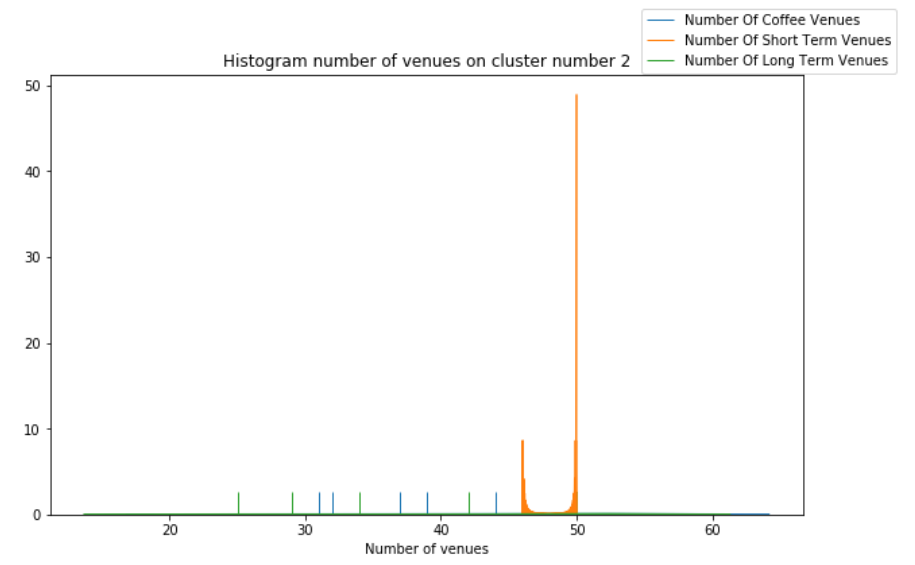 Number Of Coffee Venues
Number Of Short Term Venues
Number Of Long Term Venues
Histogram number of venues on cluster number 2
50
40
30
20
10
0
20 30 40 50 60
Number of venues